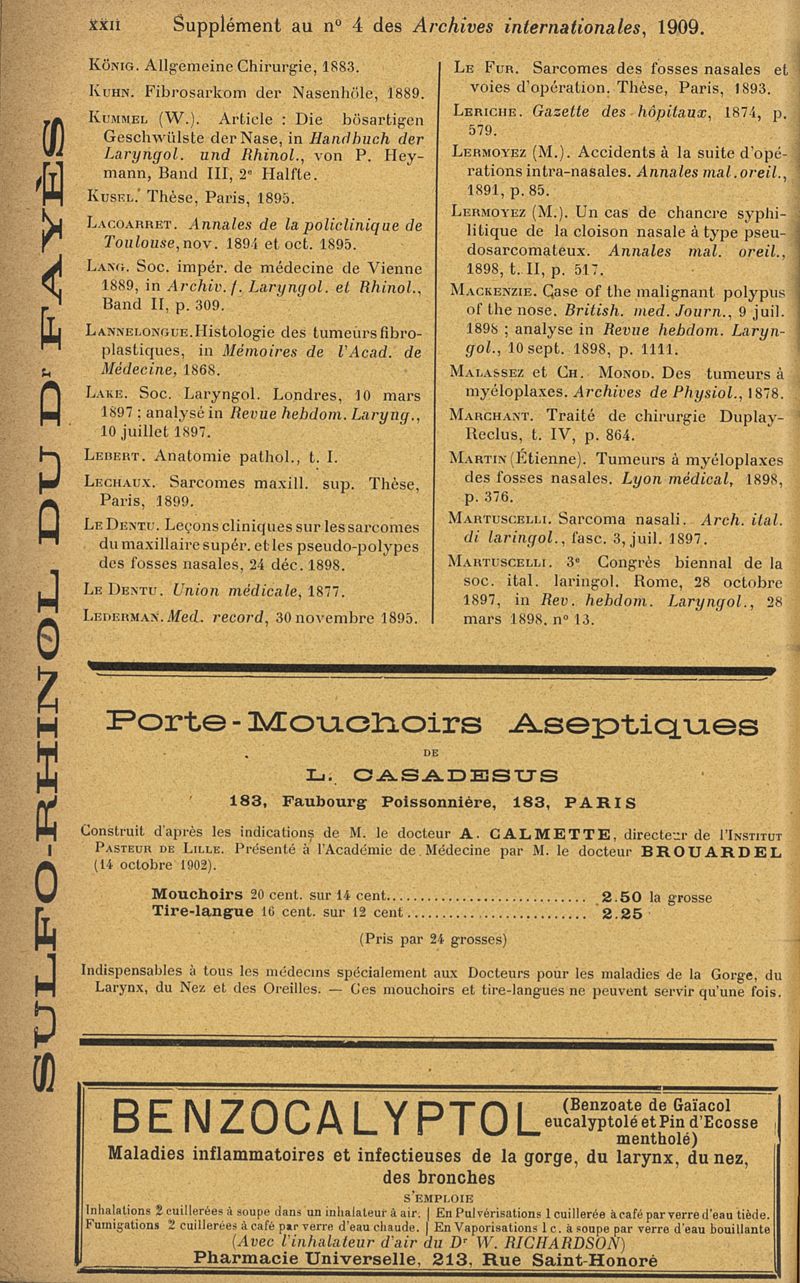 XXII Supplément au n° 4 des Archives internationales, 1909.
SULFO-RHINOL DU Dr FAYÈS
KÖNIG. Allgemeine Chirurgie, 1883.
KUHN. Fibrosarkom der Nasenhöle, 1889.
KUMMEL (W.). Article : Die bösartigen
Geschwülste der Nase, in Handbuch der
Laryngol. und Rhinol., von P. Hey-
mann, Band III, 2e Halfte.
KUSEL. Thèse, Paris, 1895.
LACOARRET. Annales de la policlinique de
Toulouse, nov. 1894 et oct. 1895.
LANG. Soc. impér. de médecine de Vienne
1889, in Archiv. f. Laryngol. et Rhinol.,
Band II, p. 309.
LANNELONGUE. Histologie des tumeurs fibro-
plastiques, in Mémoires de l'Acad. de
Médecine, 1868.
LAKE. Soc. Laryngol. Londres, 10 mars
1897 ; analysé in Revue hebdom. Laryng.,
10 juillet 1897.
LEBERT. Anatomie pathol., t. I.
LECHAUX. Sarcomes maxill. sup. Thèse,
Paris, 1899.
LE DENTU. Leçons cliniques sur les sarcomes
du maxillaire supér. et les pseudo-polypes
des fosses nasales, 24 déc. 1898.
LE DENTU. Union médicale, 1877.
LEDERMAN. Med. record, 30 novembre 1895.
LE FUR. Sarcomes des fosses nasales et
voies d'opération. Thèse, Paris, 1893.
LERICHE. Gazette des hôpitaux, 1874, p.
579.
LERMOYEZ (M.). Accidents à la suite d'opé-
rations intra-nasales. Annales mal. oreil.,
1891, p. 85.
LERMOYEZ (M.). Un cas de chancre syphi-
litique de la cloison nasale à type pseu-
dosarcomateux. Annales mal. oreil.,
1898, t. II, p. 517.
MACKENZIE. Case of the malignant polypus
of the nose. British. med. Journ., 9 juil.
1898 ; analyse in Revue hebdom. Laryn-
gol., 10 sept. 1898, p. 1111.
MALASSEZ et CH. MONOD. Des tumeurs à
myéloplaxes. Archives de Physiol., 1878.
MARCHANT. Traité de chirurgie Duplay-
Reclus, t. IV, p. 864.
MARTIN (Étienne). Tumeurs à myéloplaxes
des fosses nasales. Lyon médical, 1898,
p. 376.
MARTUSCELLI. Sarcoma nasali. Arch. ital.
di laringol., fasc. 3, juil. 1897.
MARTUSCELLI. 3e Congrès biennal de la
soc. ital. laringol. Rome, 28 octobre
1897, in Rev. hebdom. Laryngol., 28
mars 1898, n° 13.
Porte-Mouchoirs Aseptiques
DE
L. CASADESUS
183, Faubourg Poissonnière, 183, PARIS
Construit d'après les indications de M. le docteur A. CALMETTE, directeur de l'INSTITUT
PASTEUR DE LILLE. Présenté à l'Académie de Médecine par M. le docteur BROUARDEL
(14 octobre 1902).
Mouchoirs 20 cent. sur 14 cent. 2.50 la grosse
Tire-langue 16 cent. sur 12 cent. 2.25
(Pris par 24 grosses)
Indispensables à tous les médecins spécialement aux Docteurs pour les maladies de la Gorge, du
Larynx, du Nez et des Oreilles. — Ces mouchoirs et tire-langues ne peuvent servir qu'une fois.
BENZOCALYPTOL (Benzoate de Gaïacol
eucalyptolé et Pin d'Ecosse
mentholé)
Maladies inflammatoires et infectieuses de la gorge, du larynx, du nez,
des bronches
S'EMPLOIE
Inhalations 2 cuillerées à soupe dans un inhalateur à air. | En Pulvérisations 1 cuillerée à café par verre d'eau tiède.
Fumigations 2 cuillerées à café par verre d'eau chaude. | En Vaporisations 1 c. à soupe par verre d'eau bouillante
(Avec l'inhalateur d'air du Dr W. RICHARDSON)
Pharmacie Universelle, 213, Rue Saint-Honoré